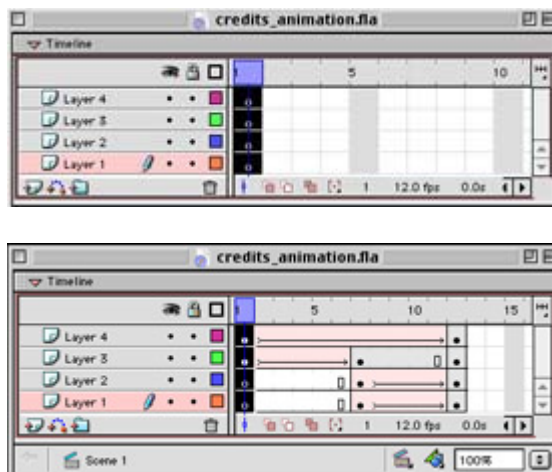 credits_animation.fla
Timeline
1 5 10
Layer 4
Layer 3
Layer 2
Layer 1
1 12.0 fps 0.0s
credits_animation.fla
Timeline
1 5 10 15
Layer 4
Layer 3
Layer 2
Layer 1
1 12.0 fps 0.0s
Scene 1 100%